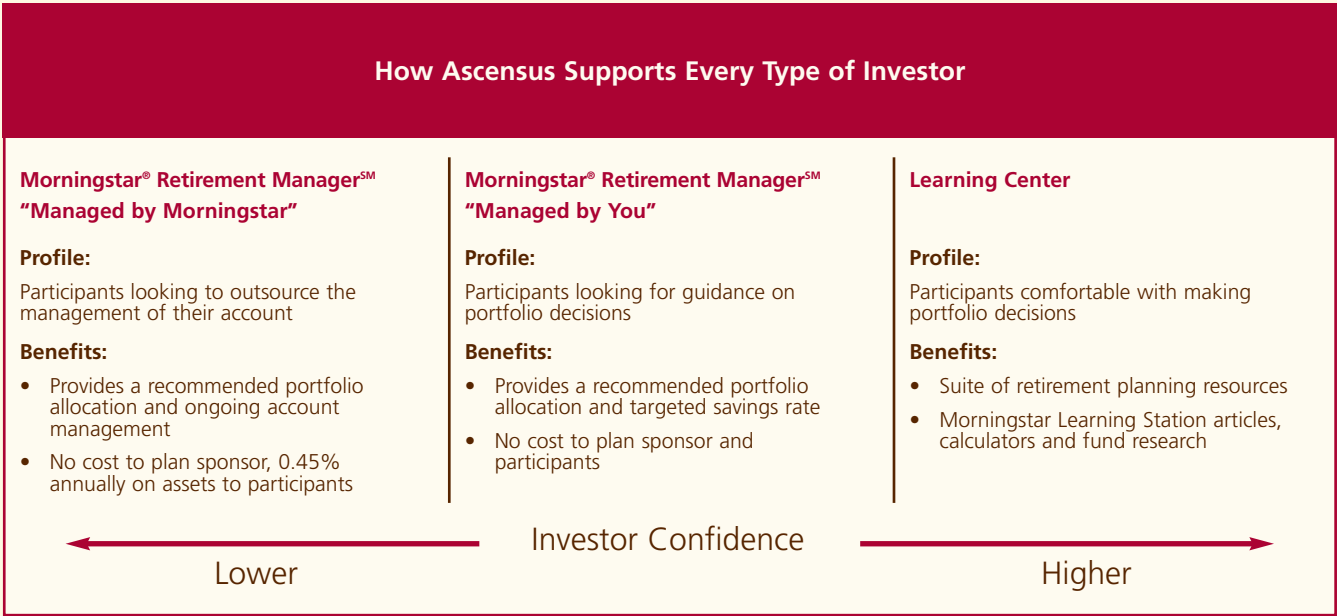 How Ascensus Supports Every Type of Investor
Morningstar® Retirement Manager℠
“Managed by Morningstar”
Profile:
Participants looking to outsource the
management of their account
Benefits:
• Provides a recommended portfolio
allocation and ongoing account
management
• No cost to plan sponsor, 0.45%
annually on assets to participants
Morningstar® Retirement Manager℠
“Managed by You”
Profile:
Participants looking for guidance on
portfolio decisions
Benefits:
• Provides a recommended portfolio
allocation and targeted savings rate
• No cost to plan sponsor and
participants
Learning Center
Profile:
Participants comfortable with making
portfolio decisions
Benefits:
• Suite of retirement planning resources
• Morningstar Learning Station articles,
calculators and fund research
Investor Confidence
Lower
Higher